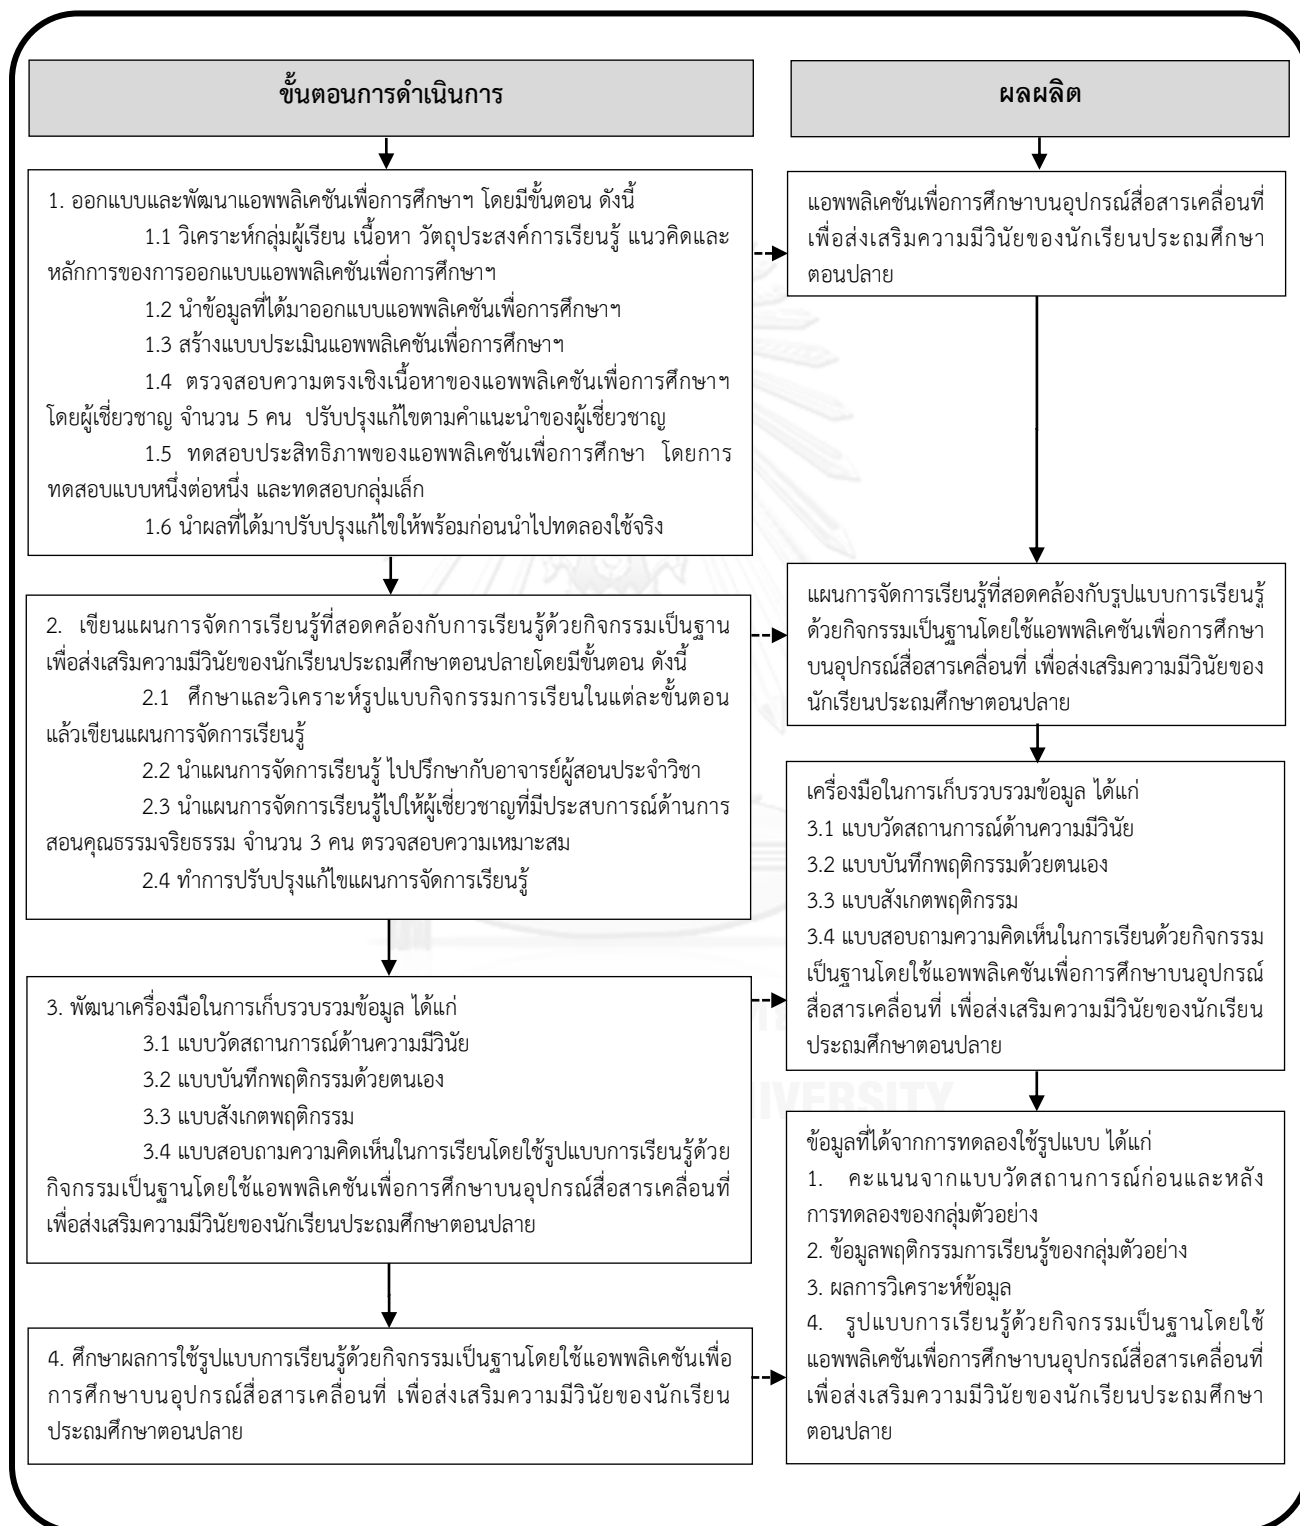 ขั้นตอนการดำเนินการ
1. ออกแบบและพัฒนาแอพพลิเคชันเพื่อการศึกษาฯ โดยมีขั้นตอน ดังนี้
1.1 วิเคราะห์กลุ่มผู้เรียน เนื้อหา วัตถุประสงค์การเรียนรู้ แนวคิดและ
หลักการของการออกแบบแอพพลิเคชันเพื่อการศึกษาฯ
1.2 นำข้อมูลที่ได้มาออกแบบแอพพลิเคชันเพื่อการศึกษาฯ
1.3 สร้างแบบประเมินแอพพลิเคชันเพื่อการศึกษาฯ
1.4 ตรวจสอบความตรงเชิงเนื้อหาของแอพพลิเคชันเพื่อการศึกษาฯ
โดยผู้เชี่ยวชาญ จำนวน 5 คน ปรับปรุงแก้ไขตามคำแนะนำของผู้เชี่ยวชาญ
1.5 ทดสอบประสิทธิภาพของแอพพลิเคชันเพื่อการศึกษา โดยการ
ทดสอบแบบหนึ่งต่อหนึ่ง และทดสอบกลุ่มเล็ก
1.6 นำผลที่ได้มาปรับปรุงแก้ไขให้พร้อมก่อนนำไปทดลองใช้จริง
2. เขียนแผนการจัดการเรียนรู้ที่สอดคล้องกับการเรียนรู้ด้วยกิจกรรมเป็นฐาน
เพื่อส่งเสริมความมีวินัยของนักเรียนประถมศึกษาตอนปลายโดยมีขั้นตอน ดังนี้
2.1 ศึกษาและวิเคราะห์รูปแบบกิจกรรมการเรียนในแต่ละขั้นตอน
แล้วเขียนแผนการจัดการเรียนรู้
2.2 นำแผนการจัดการเรียนรู้ ไปปรึกษากับอาจารย์ผู้สอนประจำวิชา
2.3 นำแผนการจัดการเรียนรู้ไปให้ผู้เชี่ยวชาญที่มีประสบการณ์ด้านการ
สอนคุณธรรมจริยธรรม จำนวน 3 คน ตรวจสอบความเหมาะสม
2.4 ทำการปรับปรุงแก้ไขแผนการจัดการเรียนรู้
3. พัฒนาเครื่องมือในการเก็บรวบรวมข้อมูล ได้แก่
3.1 แบบวัดสถานการณ์ด้านความมีวินัย
3.2 แบบบันทึกพฤติกรรมด้วยตนเอง
3.3 แบบสังเกตพฤติกรรม
3.4 แบบสอบถามความคิดเห็นในการเรียนโดยใช้รูปแบบการเรียนรู้ด้วย
กิจกรรมเป็นฐานโดยใช้แอพพลิเคชันเพื่อการศึกษาบนอุปกรณ์สื่อสารเคลื่อนที่
เพื่อส่งเสริมความมีวินัยของนักเรียนประถมศึกษาตอนปลาย
4. ศึกษาผลการใช้รูปแบบการเรียนรู้ด้วยกิจกรรมเป็นฐานโดยใช้แอพพลิเคชันเพื่อ
การศึกษาบนอุปกรณ์สื่อสารเคลื่อนที่ เพื่อส่งเสริมความมีวินัยของนักเรียน
ประถมศึกษาตอนปลาย
ผลผลิต
แอพพลิเคชันเพื่อการศึกษาบนอุปกรณ์สื่อสารเคลื่อนที่
เพื่อส่งเสริมความมีวินัยของนักเรียนประถมศึกษา
ตอนปลาย
แผนการจัดการเรียนรู้ที่สอดคล้องกับรูปแบบการเรียนรู้
ด้วยกิจกรรมเป็นฐานโดยใช้แอพพลิเคชันเพื่อการศึกษา
บนอุปกรณ์สื่อสารเคลื่อนที่ เพื่อส่งเสริมความมีวินัยของ
นักเรียนประถมศึกษาตอนปลาย
เครื่องมือในการเก็บรวบรวมข้อมูล ได้แก่
3.1 แบบวัดสถานการณ์ด้านความมีวินัย
3.2 แบบบันทึกพฤติกรรมด้วยตนเอง
3.3 แบบสังเกตพฤติกรรม
3.4 แบบสอบถามความคิดเห็นในการเรียนด้วยกิจกรรม
เป็นฐานโดยใช้แอพพลิเคชันเพื่อการศึกษาบนอุปกรณ์
สื่อสารเคลื่อนที่ เพื่อส่งเสริมความมีวินัยของนักเรียน
ประถมศึกษาตอนปลาย
ข้อมูลที่ได้จากการทดลองใช้รูปแบบ ได้แก่
1. คะแนนจากแบบวัดสถานการณ์ก่อนและหลัง
การทดลองของกลุ่มตัวอย่าง
2. ข้อมูลพฤติกรรมการเรียนรู้ของกลุ่มตัวอย่าง
3. ผลการวิเคราะห์ข้อมูล
4. รูปแบบการเรียนรู้ด้วยกิจกรรมเป็นฐานโดยใช้
แอพพลิเคชันเพื่อการศึกษาบนอุปกรณ์สื่อสารเคลื่อนที่
เพื่อส่งเสริมความมีวินัยของนักเรียนประถมศึกษา
ตอนปลาย